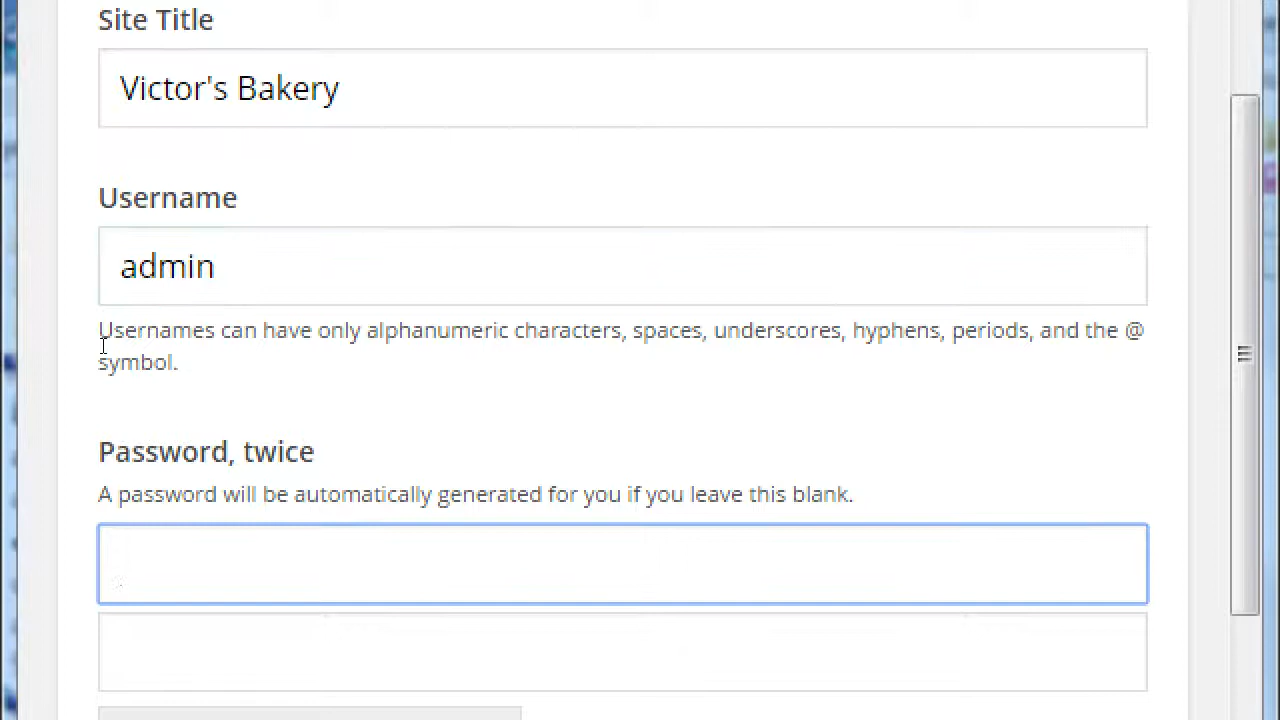 Site Title
Victor's Bakery
Username
admin
Usernames can have only alphanumeric characters, spaces, underscores, hyphens, periods, and the @
symbol.
Password, twice
A password will be automatically generated for you if you leave this blank.